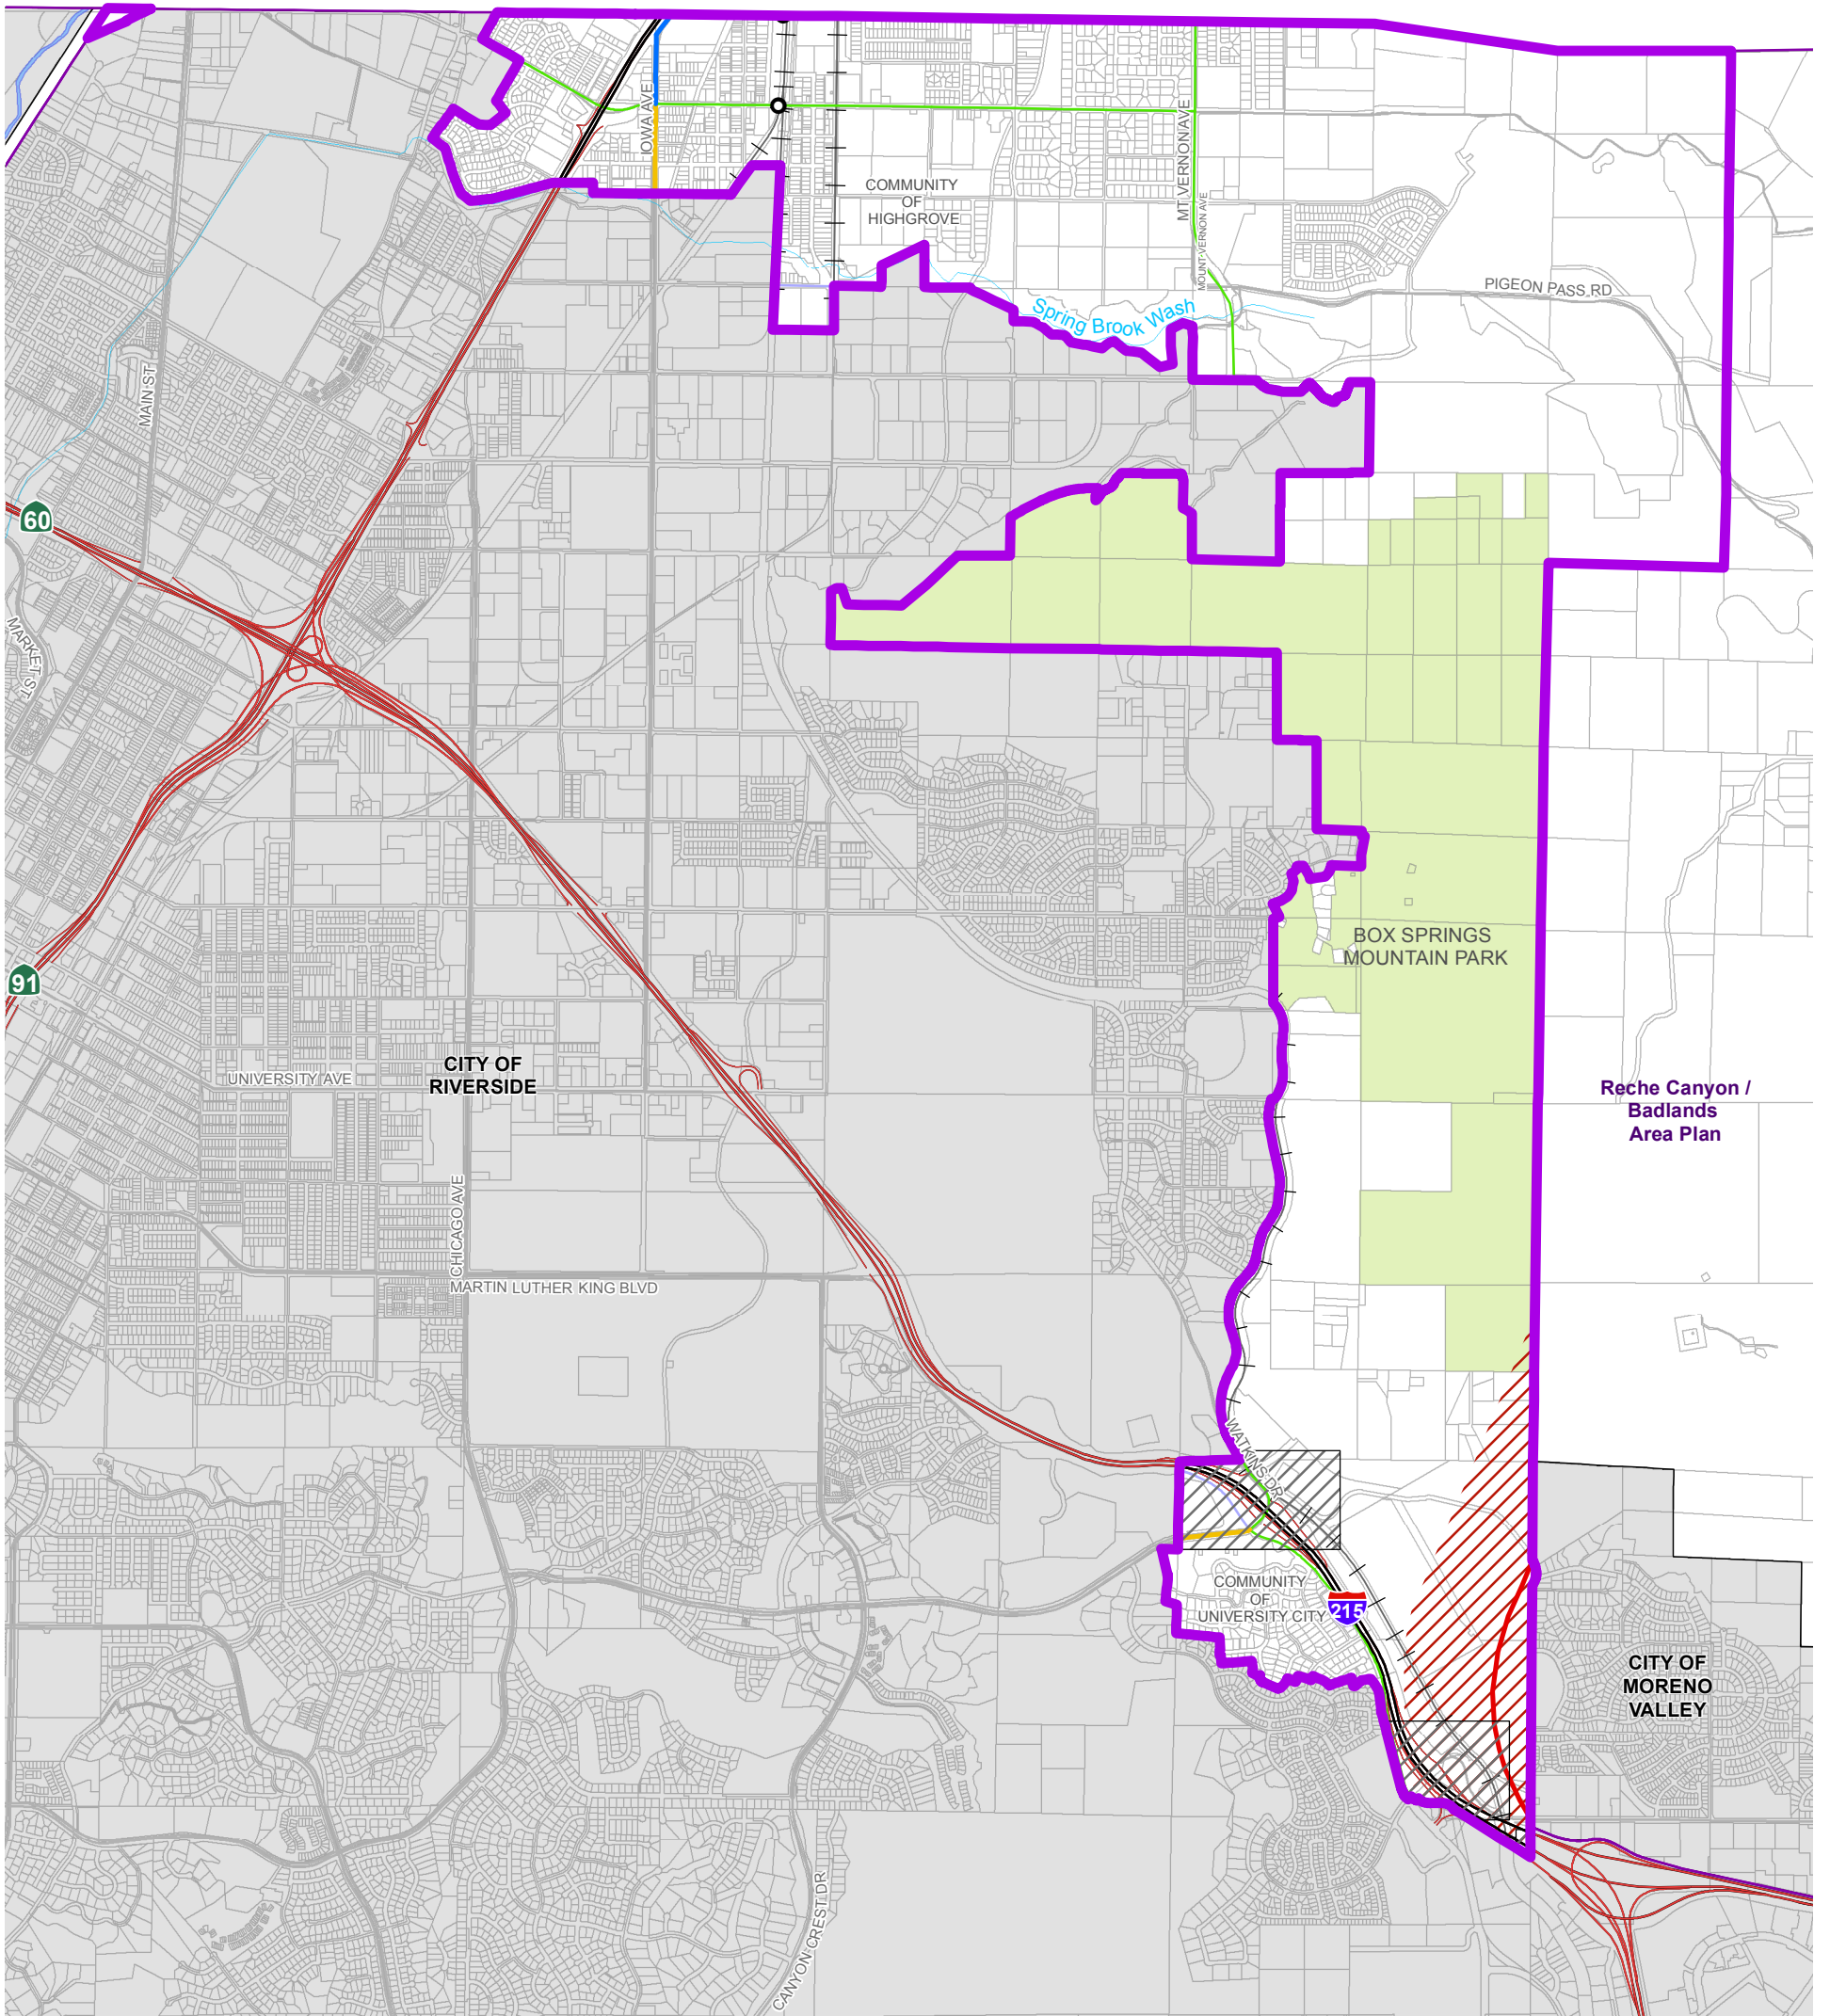 IOWA AVE
MT VERNON AVE
MOUNT VERNON AVE
COMMUNITY
OF
HIGHGROVE
PIGEON PASS RD
Spring Brook Wash
MAIN ST
60
MARKET ST
BOX SPRINGS
MOUNTAIN PARK
91
CITY OF
RIVERSIDE
UNIVERSITY AVE
Reche Canyon /
Badlands
Area Plan
CHICAGO AVE
MARTIN LUTHER KING BLVD
WATKINS DR
COMMUNITY
OF
UNIVERSITY CITY
215
CITY OF
MORENO
VALLEY
CANYON CREST DR